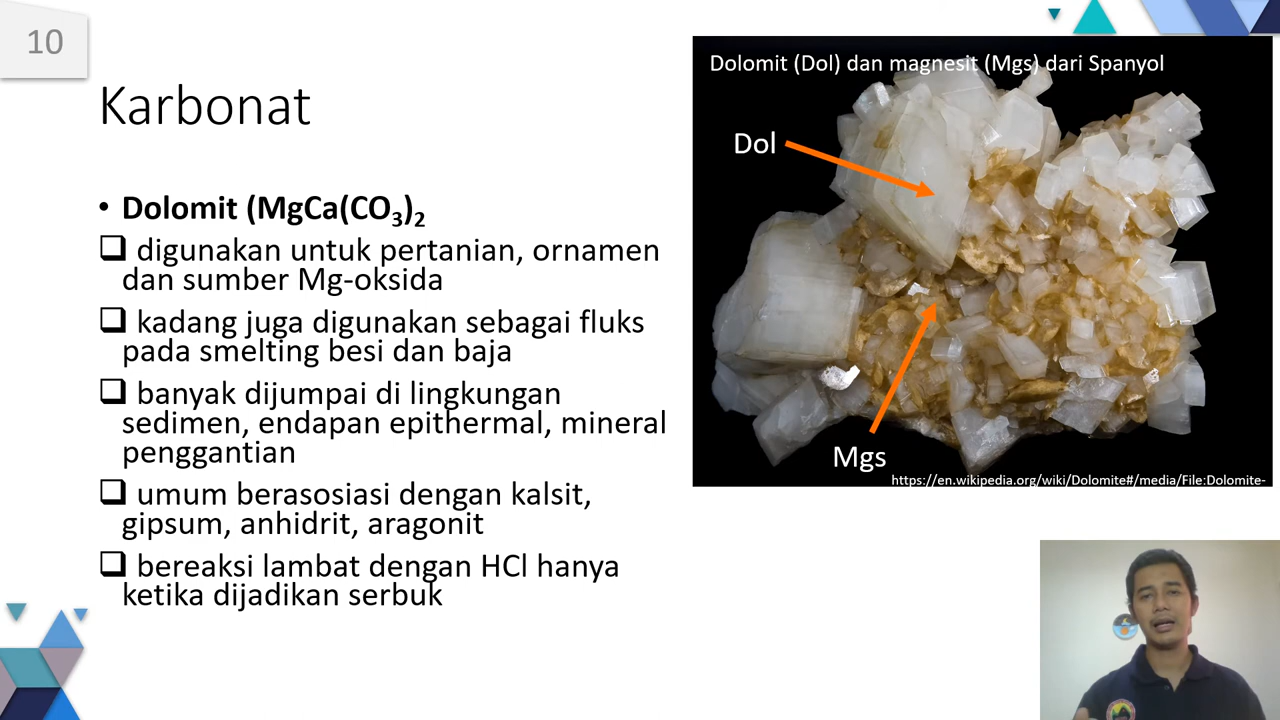 10
Karbonat
• Dolomit (MgCa(CO₃)₂
❑ digunakan untuk pertanian, ornamen
dan sumber Mg-oksida
❑ kadang juga digunakan sebagai fluks
pada smelting besi dan baja
❑ banyak dijumpai di lingkungan
sedimen, endapan epithermal, mineral
penggantian
❑ umum berasosiasi dengan kalsit,
gipsum, anhidrit, aragonit
❑ bereaksi lambat dengan HCl hanya
ketika dijadikan serbuk
Dolomit (Dol) dan magnesit (Mgs) dari Spanyol
Dol
Mgs
https://en.wikipedia.org/wiki/Dolomite#/media/File:Dolomite-